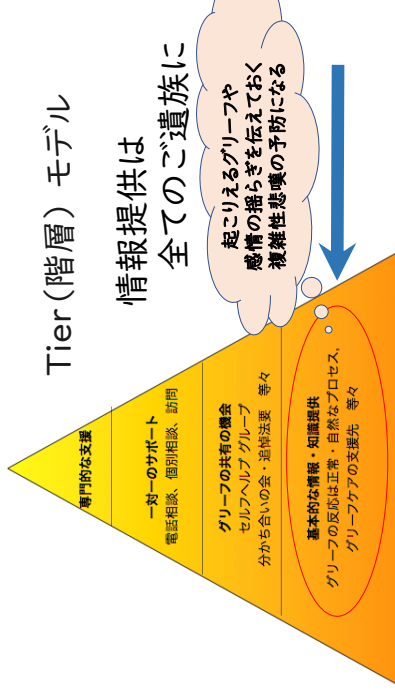 Tier(階層) モデル
情報提供は
全てのご遺族に
起こりえるグリーフや
感情の揺らぎを伝えておく
複雑性悲嘆の予防になる
専門的な支援
一対一のサポート
電話相談、個別相談、訪問
グリーフの共有の機会
セルフヘルプ グループ
分かち合いの会・追悼法要 等々
基本的な情報・知識提供
グリーフの反応は正常・自然なプロセス、
グリーフケアの支援先 等々